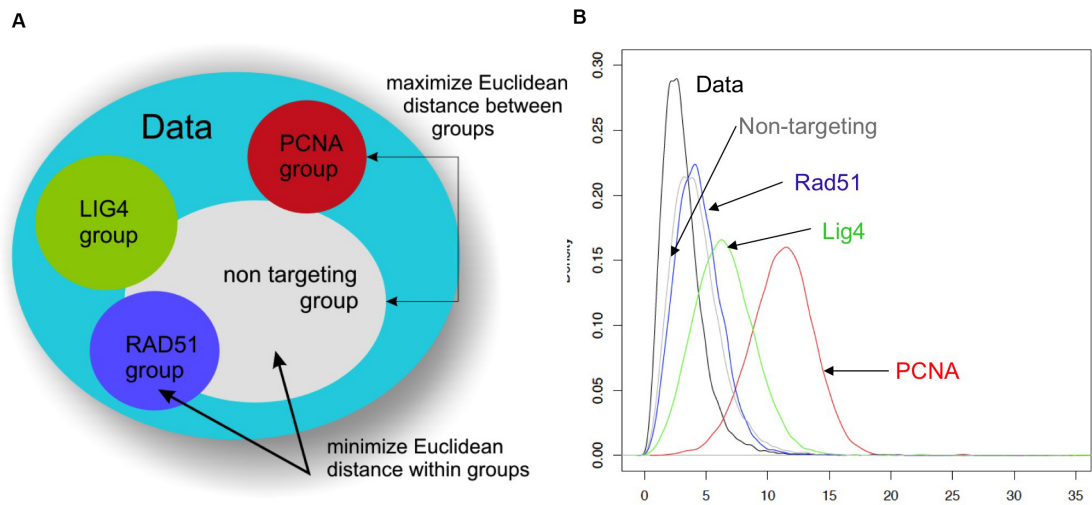 A
Data
PCNA
group
LIG4
group
RAD51
group
non targeting
group
maximize Euclidean
distance between
groups
minimize Euclidean
distance within groups
B
Data
Non-targeting
Rad51
Lig4
PCNA
0.30
0.25
0.20
0.15
0.10
0.05
0.00
0 5 10 15 20 25 30 35